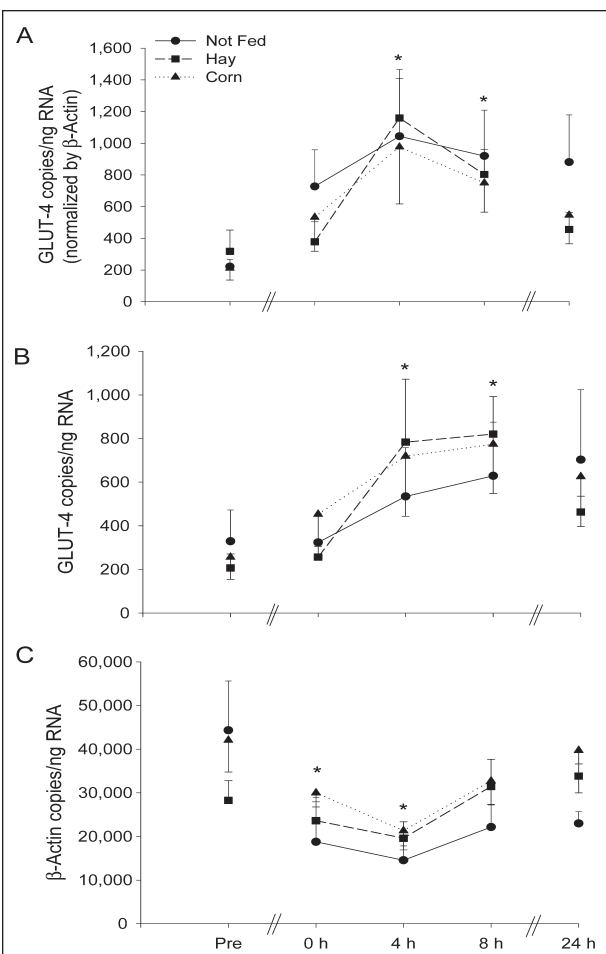 A
Not Fed
Hay
Corn
GLUT-4 copies/ng RNA
(normalized by β-Actin)
1,600
1,400
1,200
1,000
800
600
400
200
0
*
*
B
GLUT-4 copies/ng RNA
1,200
1,000
800
600
400
200
0
*
*
C
β-Actin copies/ng RNA
60,000
50,000
40,000
30,000
20,000
10,000
0
*
*
Pre 0 h 4 h 8 h 24 h